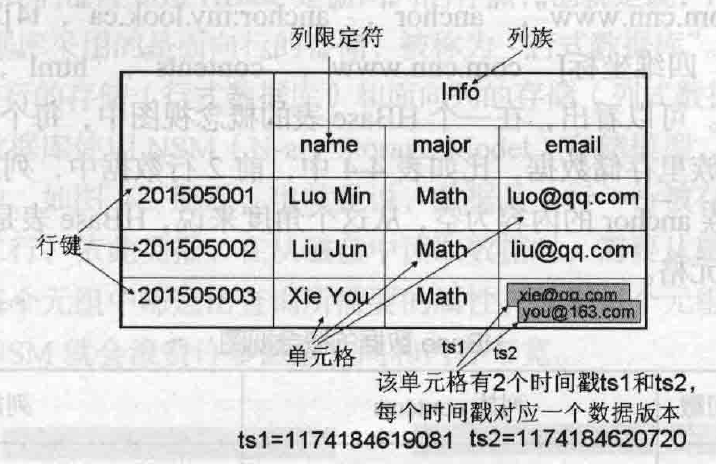 列限定符 列族
Info
name major email
201505001 Luo Min Math luo@qq.com
行键 201505002 Liu Jun Math liu@qq.com
201505003 Xie You Math xie@qq.com
you@163.com
单元格 ts1 ts2
该单元格有2个时间戳ts1和ts2，
每个时间戳对应一个数据版本
ts1=1174184619081 ts2=1174184620720